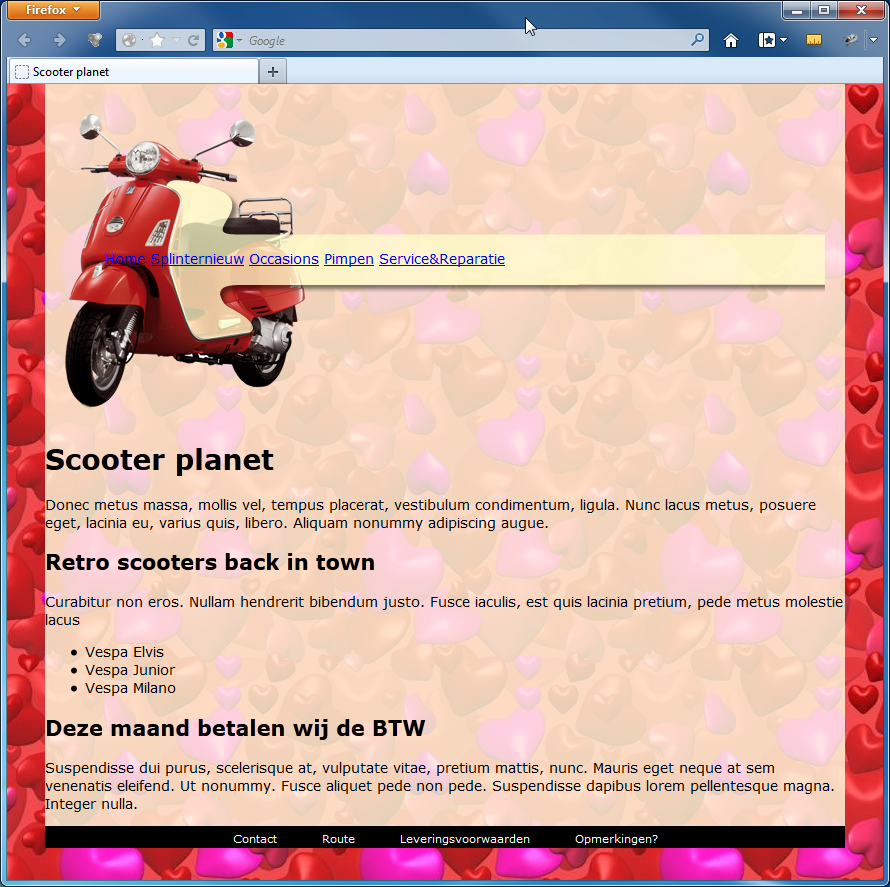 Firefox
Google
Scooter planet
Home Splinternieuw Occasions Pimpen Service&Reparatie
Scooter planet
Donec metus massa, mollis vel, tempus placerat, vestibulum condimentum, ligula. Nunc lacus metus, posuere
eget, lacinia eu, varius quis, libero. Aliquam nonummy adipiscing augue.
Retro scooters back in town
Curabitur non eros. Nullam hendrerit bibendum justo. Fusce iaculis, est quis lacinia pretium, pede metus molestie
lacus
• Vespa Elvis
• Vespa Junior
• Vespa Milano
Deze maand betalen wij de BTW
Suspendisse dui purus, scelerisque at, vulputate vitae, pretium mattis, nunc. Mauris eget neque at sem
venenatis eleifend. Ut nonummy. Fusce aliquet pede non pede. Suspendisse dapibus lorem pellentesque magna.
Integer nulla.
Contact Route Leveringsvoorwaarden Opmerkingen?